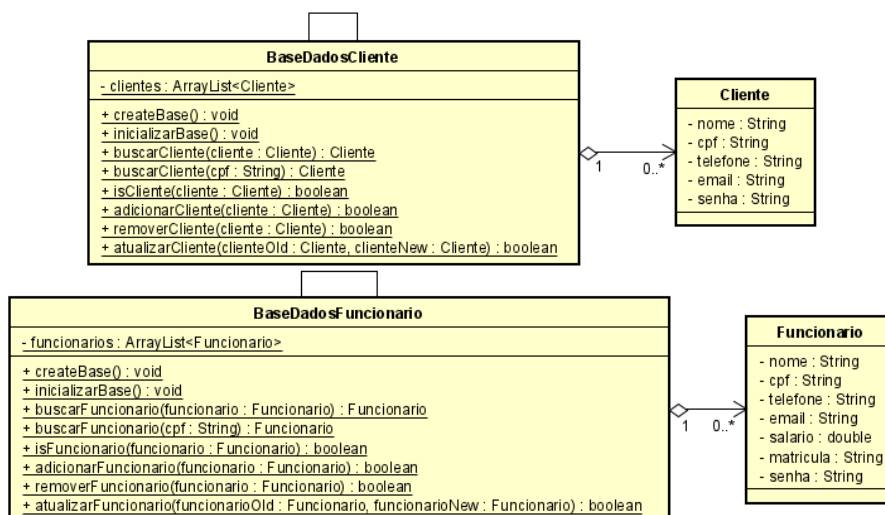 BaseDadosCliente
- clientes : ArrayList<Cliente>
+ createBase() : void
+ inicializarBase() : void
+ buscarCliente(cliente : Cliente) : Cliente
+ buscarCliente(cpf : String) : Cliente
+ isCliente(cliente : Cliente) : boolean
+ adicionarCliente(cliente : Cliente) : boolean
+ removerCliente(cliente : Cliente) : boolean
+ atualizarCliente(clienteOld : Cliente, clienteNew : Cliente) : boolean
1
0..*
Cliente
- nome : String
- cpf : String
- telefone : String
- email : String
- senha : String
BaseDadosFuncionario
- funcionarios : ArrayList<Funcionario>
+ createBase() : void
+ inicializarBase() : void
+ buscarFuncionario(funcionario : Funcionario) : Funcionario
+ buscarFuncionario(cpf : String) : Funcionario
+ isFuncionario(funcionario : Funcionario) : boolean
+ adicionarFuncionario(funcionario : Funcionario) : boolean
+ removerFuncionario(funcionario : Funcionario) : boolean
+ atualizarFuncionario(funcionarioOld : Funcionario, funcionarioNew : Funcionario) : boolean
1
0..*
Funcionario
- nome : String
- cpf : String
- telefone : String
- email : String
- salario : double
- matricula : String
- senha : String